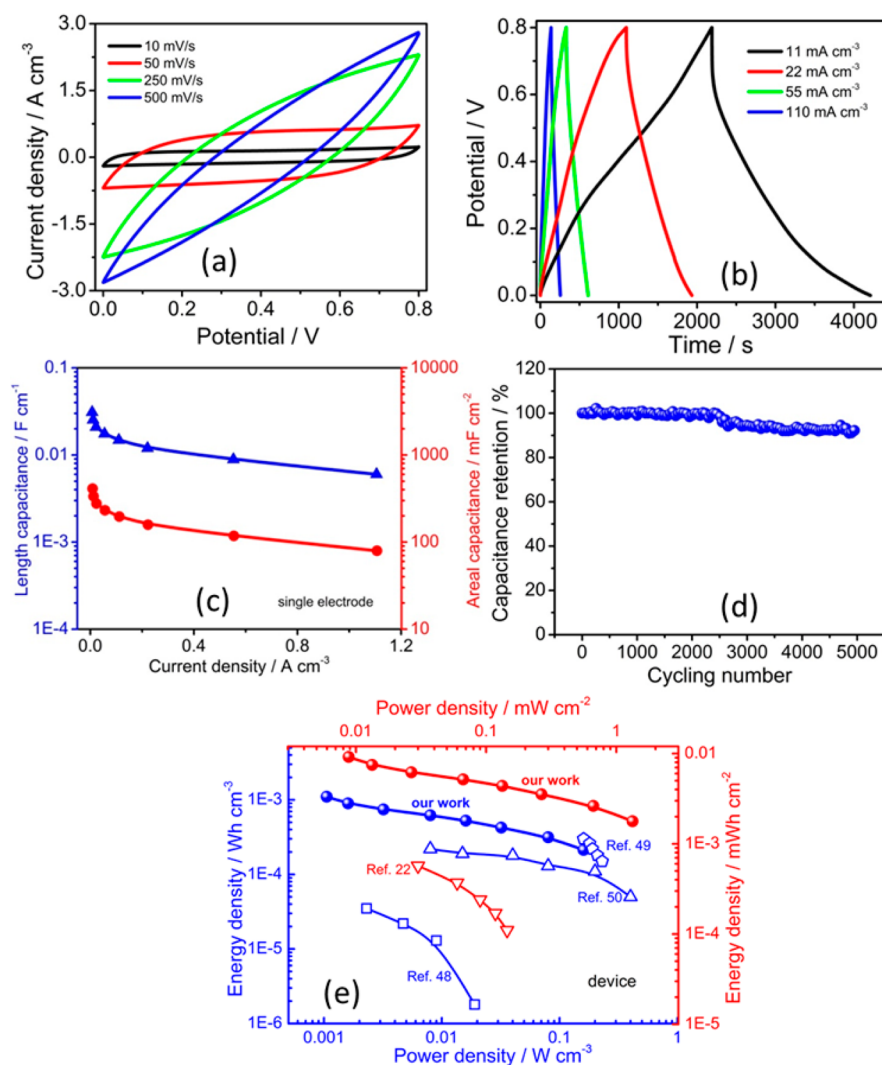 3.0
1.5
0.0
-1.5
-3.0
Current density / A cm⁻³
10 mV/s
50 mV/s
250 mV/s
500 mV/s
(a)
0.0 0.2 0.4 0.6 0.8
Potential / V
0.8
0.6
0.4
0.2
0.0
Potential / V
11 mA cm⁻³
22 mA cm⁻³
55 mA cm⁻³
110 mA cm⁻³
(b)
0 1000 2000 3000 4000
Time / s
0.1
0.01
1E-3
1E-4
Length capacitance / F cm⁻¹
10000
1000
100
10
Areal capacitance / mF cm⁻²
(c)
single electrode
0.0 0.4 0.8 1.2
Current density / A cm⁻³
120
100
80
60
40
20
0
Capacitance retention / %
(d)
0 1000 2000 3000 4000 5000
Cycling number
Power density / mW cm⁻²
0.01 0.1 1
1E-3
1E-4
1E-5
1E-6
Energy density / Wh cm⁻³
0.01
1E-3
1E-4
1E-5
Energy density / mWh cm⁻²
our work
our work
Ref. 49
Ref. 22
Ref. 50
Ref. 48
(e)
device
0.001 0.01 0.1 1
Power density / W cm⁻³